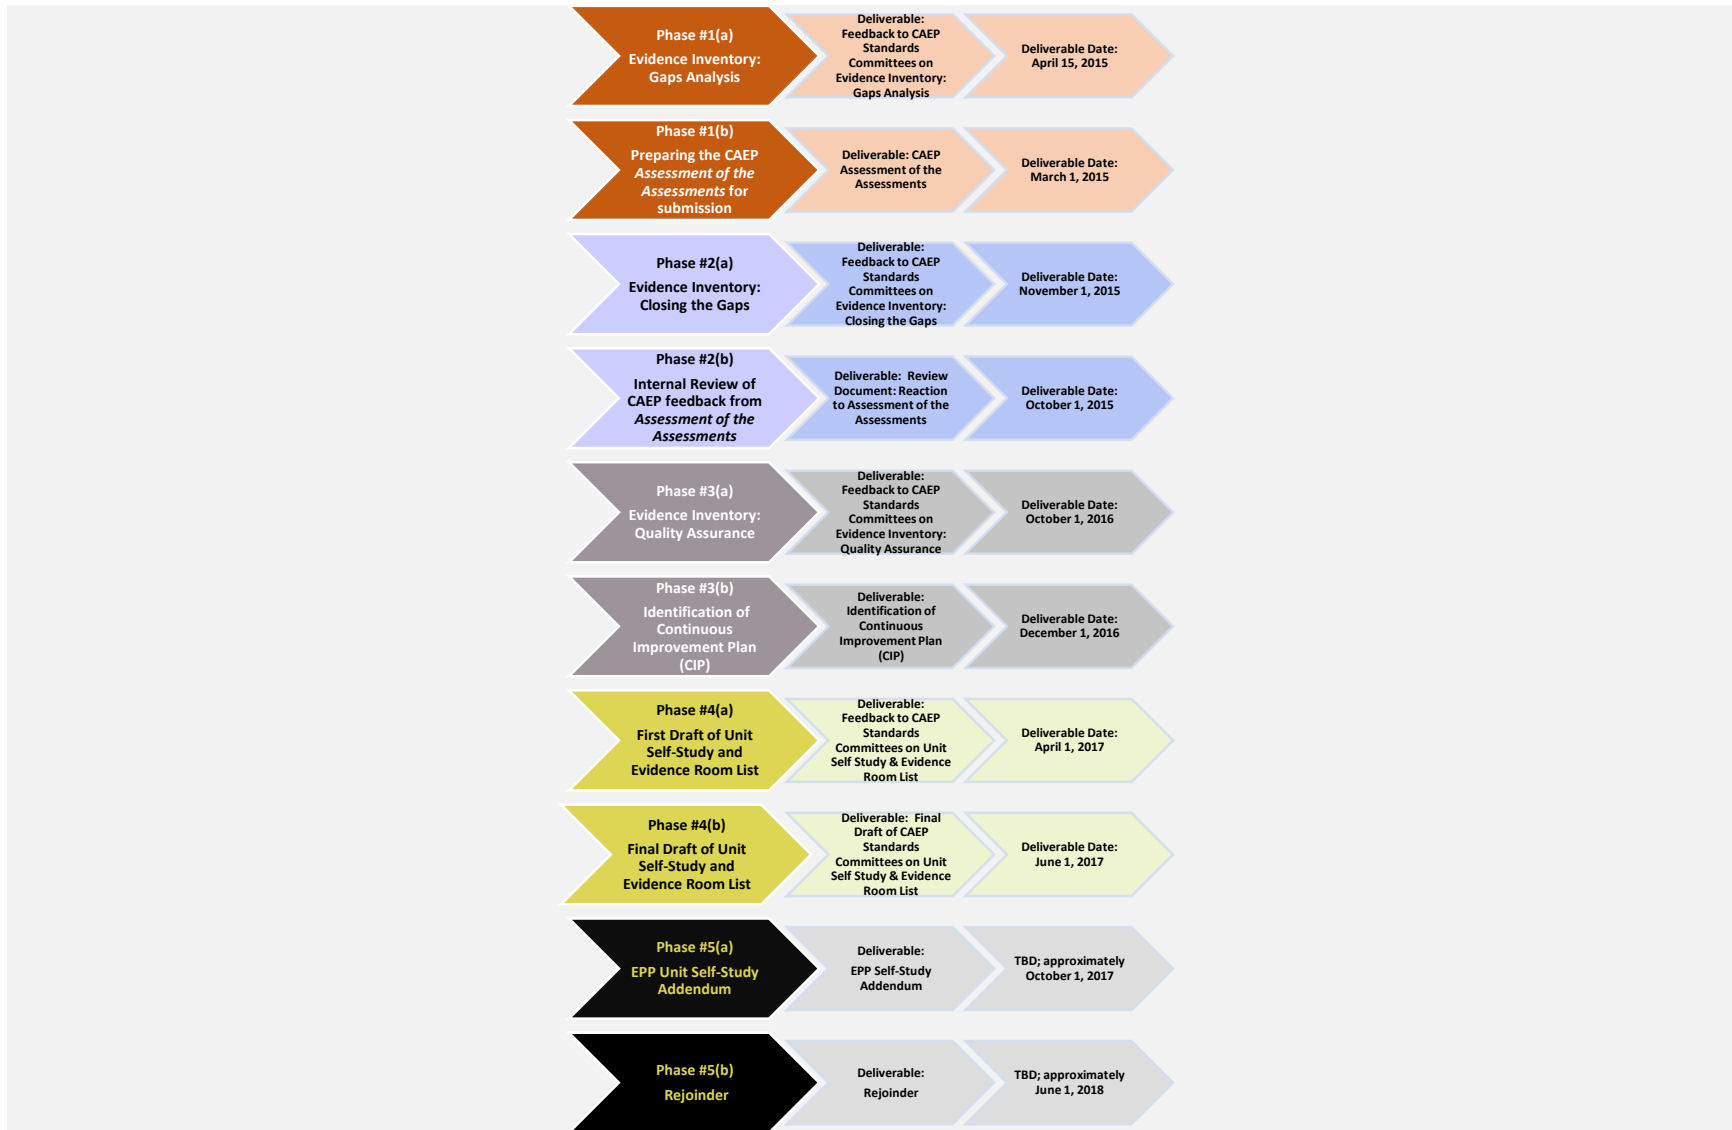 Phase #1(a)
Evidence Inventory:
Gaps Analysis
Deliverable:
Feedback to CAEP
Standards
Committees on
Evidence Inventory:
Gaps Analysis
Deliverable Date:
April 15, 2015
Phase #1(b)
Preparing the CAEP
Assessment of the
Assessments for
submission
Deliverable: CAEP
Assessment of the
Assessments
Deliverable Date:
March 1, 2015
Phase #2(a)
Evidence Inventory:
Closing the Gaps
Deliverable:
Feedback to CAEP
Standards
Committees on
Evidence Inventory:
Closing the Gaps
Deliverable Date:
November 1, 2015
Phase #2(b)
Internal Review of
CAEP feedback from
Assessment of the
Assessments
Deliverable:  Review
Document: Reaction
to Assessment of the
Assessments
Deliverable Date:
October 1, 2015
Phase #3(a)
Evidence Inventory:
Quality Assurance
Deliverable:
Feedback to CAEP
Standards
Committees on
Evidence Inventory:
Quality Assurance
Deliverable Date:
October 1, 2016
Phase #3(b)
Identification of
Continuous
Improvement Plan
(CIP)
Deliverable:
Identification of
Continuous
Improvement Plan
(CIP)
Deliverable Date:
December 1, 2016
Phase #4(a)
First Draft of Unit
Self-Study and
Evidence Room List
Deliverable:
Feedback to CAEP
Standards
Committees on Unit
Self Study & Evidence
Room List
Deliverable Date:
April 1, 2017
Phase #4(b)
Final Draft of Unit
Self-Study and
Evidence Room List
Deliverable:  Final
Draft of CAEP
Standards
Committees on Unit
Self Study & Evidence
Room List
Deliverable Date:
June 1, 2017
Phase #5(a)
EPP Unit Self-Study
Addendum
Deliverable:
EPP Self-Study
Addendum
TBD; approximately
October 1, 2017
Phase #5(b)
Rejoinder
Deliverable:
Rejoinder
TBD; approximately
June 1, 2018